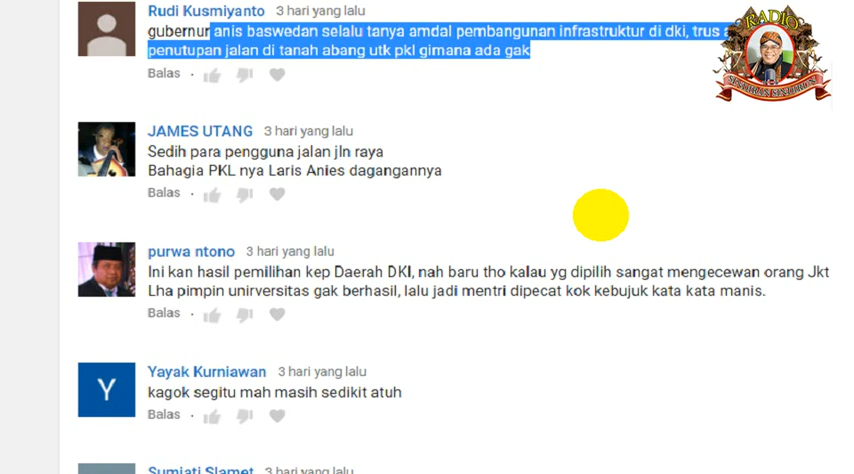 Rudi Kusmiyanto 3 hari yang lalu
gubernur anis baswedan selalu tanya amdal pembangunan infrastruktur di dki, trus
penutupan jalan di tanah abang utk pkl gimana ada gak
Balas
JAMES UTANG 3 hari yang lalu
Sedih para pengguna jalan jln raya
Bahagia PKL nya Laris Anies dagangannya
Balas
purwa ntono 3 hari yang lalu
Ini kan hasil pemilihan kep Daerah DKI, nah baru tho kalau yg dipilih sangat mengecewan orang Jkt
Lha pimpin unirversitas gak berhasil, lalu jadi mentri dipecat kok kebujuk kata kata manis.
Balas
Y
Yayak Kurniawan 3 hari yang lalu
kagok segitu mah masih sedikit atuh
Balas
Sumiati Slamet 3 hari yang lalu
RADIO